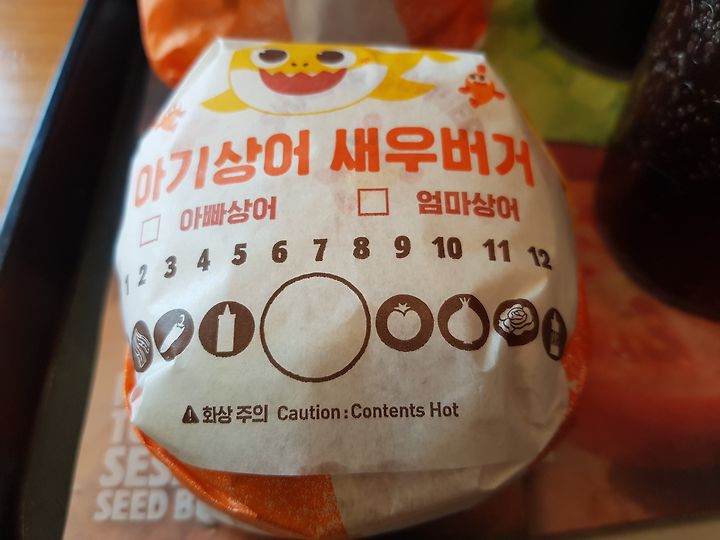 아기상어 새우버거
아빠상어 엄마상어
1 2 3 4 5 6 7 8 9 10 11 12
화상 주의 Caution : Contents Hot
SEED